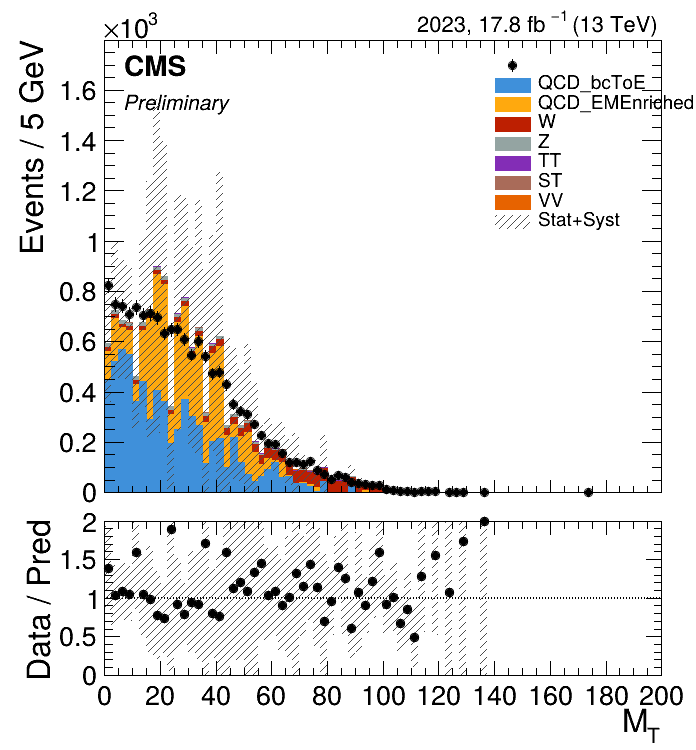 ×10³
2023, 17.8 fb⁻¹ (13 TeV)
CMS
Preliminary
QCD_bcToE
QCD_EMEnriched
W
Z
TT
ST
VV
Stat+Syst
Events / 5 GeV
1.6
1.4
1.2
1
0.8
0.6
0.4
0.2
0
Data / Pred
2
1.5
1
0.5
0
0 20 40 60 80 100 120 140 160 180 200
M_T